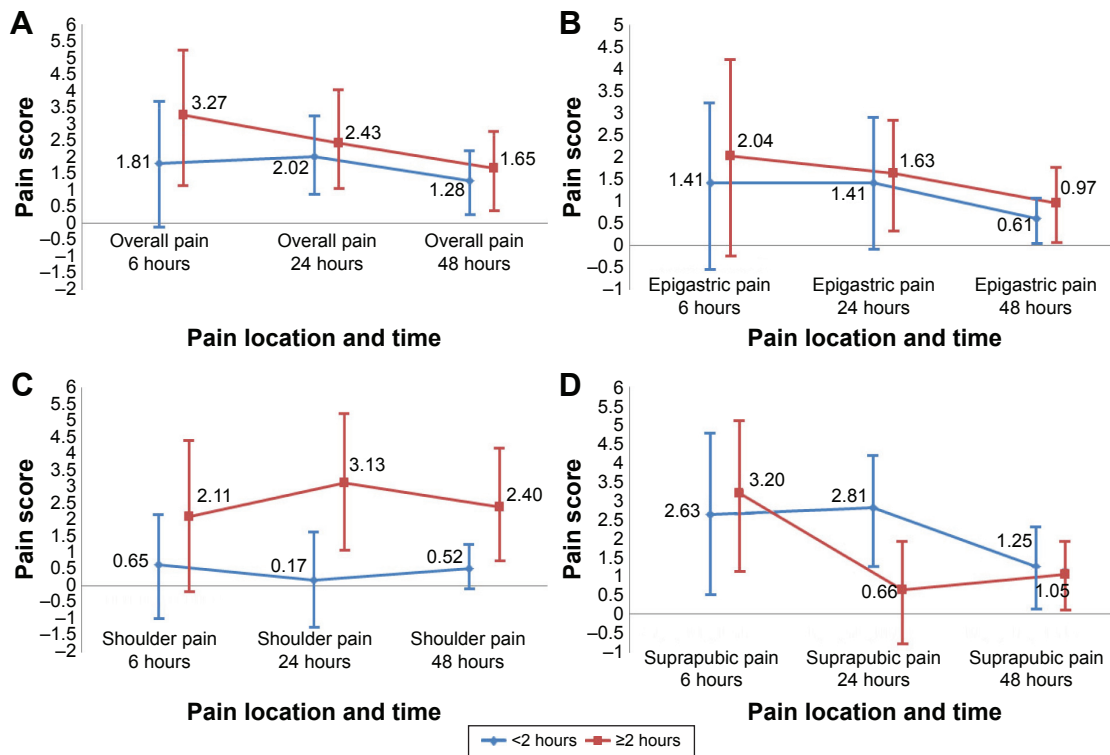 A
Pain score
6
5.5
5
4.5
4
3.5
3
2.5
2
1.5
1
0.5
0
–0.5
–1
–1.5
–2
3.27
2.43
1.65
1.81
2.02
1.28
Overall pain
6 hours
Overall pain
24 hours
Overall pain
48 hours
Pain location and time
B
Pain score
5
4.5
4
3.5
3
2.5
2
1.5
1
0.5
0
–0.5
–1
2.04
1.63
0.97
1.41
1.41
0.61
Epigastric pain
6 hours
Epigastric pain
24 hours
Epigastric pain
48 hours
Pain location and time
C
Pain score
6
5.5
5
4.5
4
3.5
3
2.5
2
1.5
1
0.5
0
–0.5
–1
–1.5
–2
2.11
3.13
2.40
0.65
0.17
0.52
Shoulder pain
6 hours
Shoulder pain
24 hours
Shoulder pain
48 hours
Pain location and time
D
Pain score
6
5.5
5
4.5
4
3.5
3
2.5
2
1.5
1
0.5
0
–0.5
–1
3.20
2.63
2.81
1.25
0.66
1.05
Suprapubic pain
6 hours
Suprapubic pain
24 hours
Suprapubic pain
48 hours
Pain location and time
<2 hours
≥2 hours